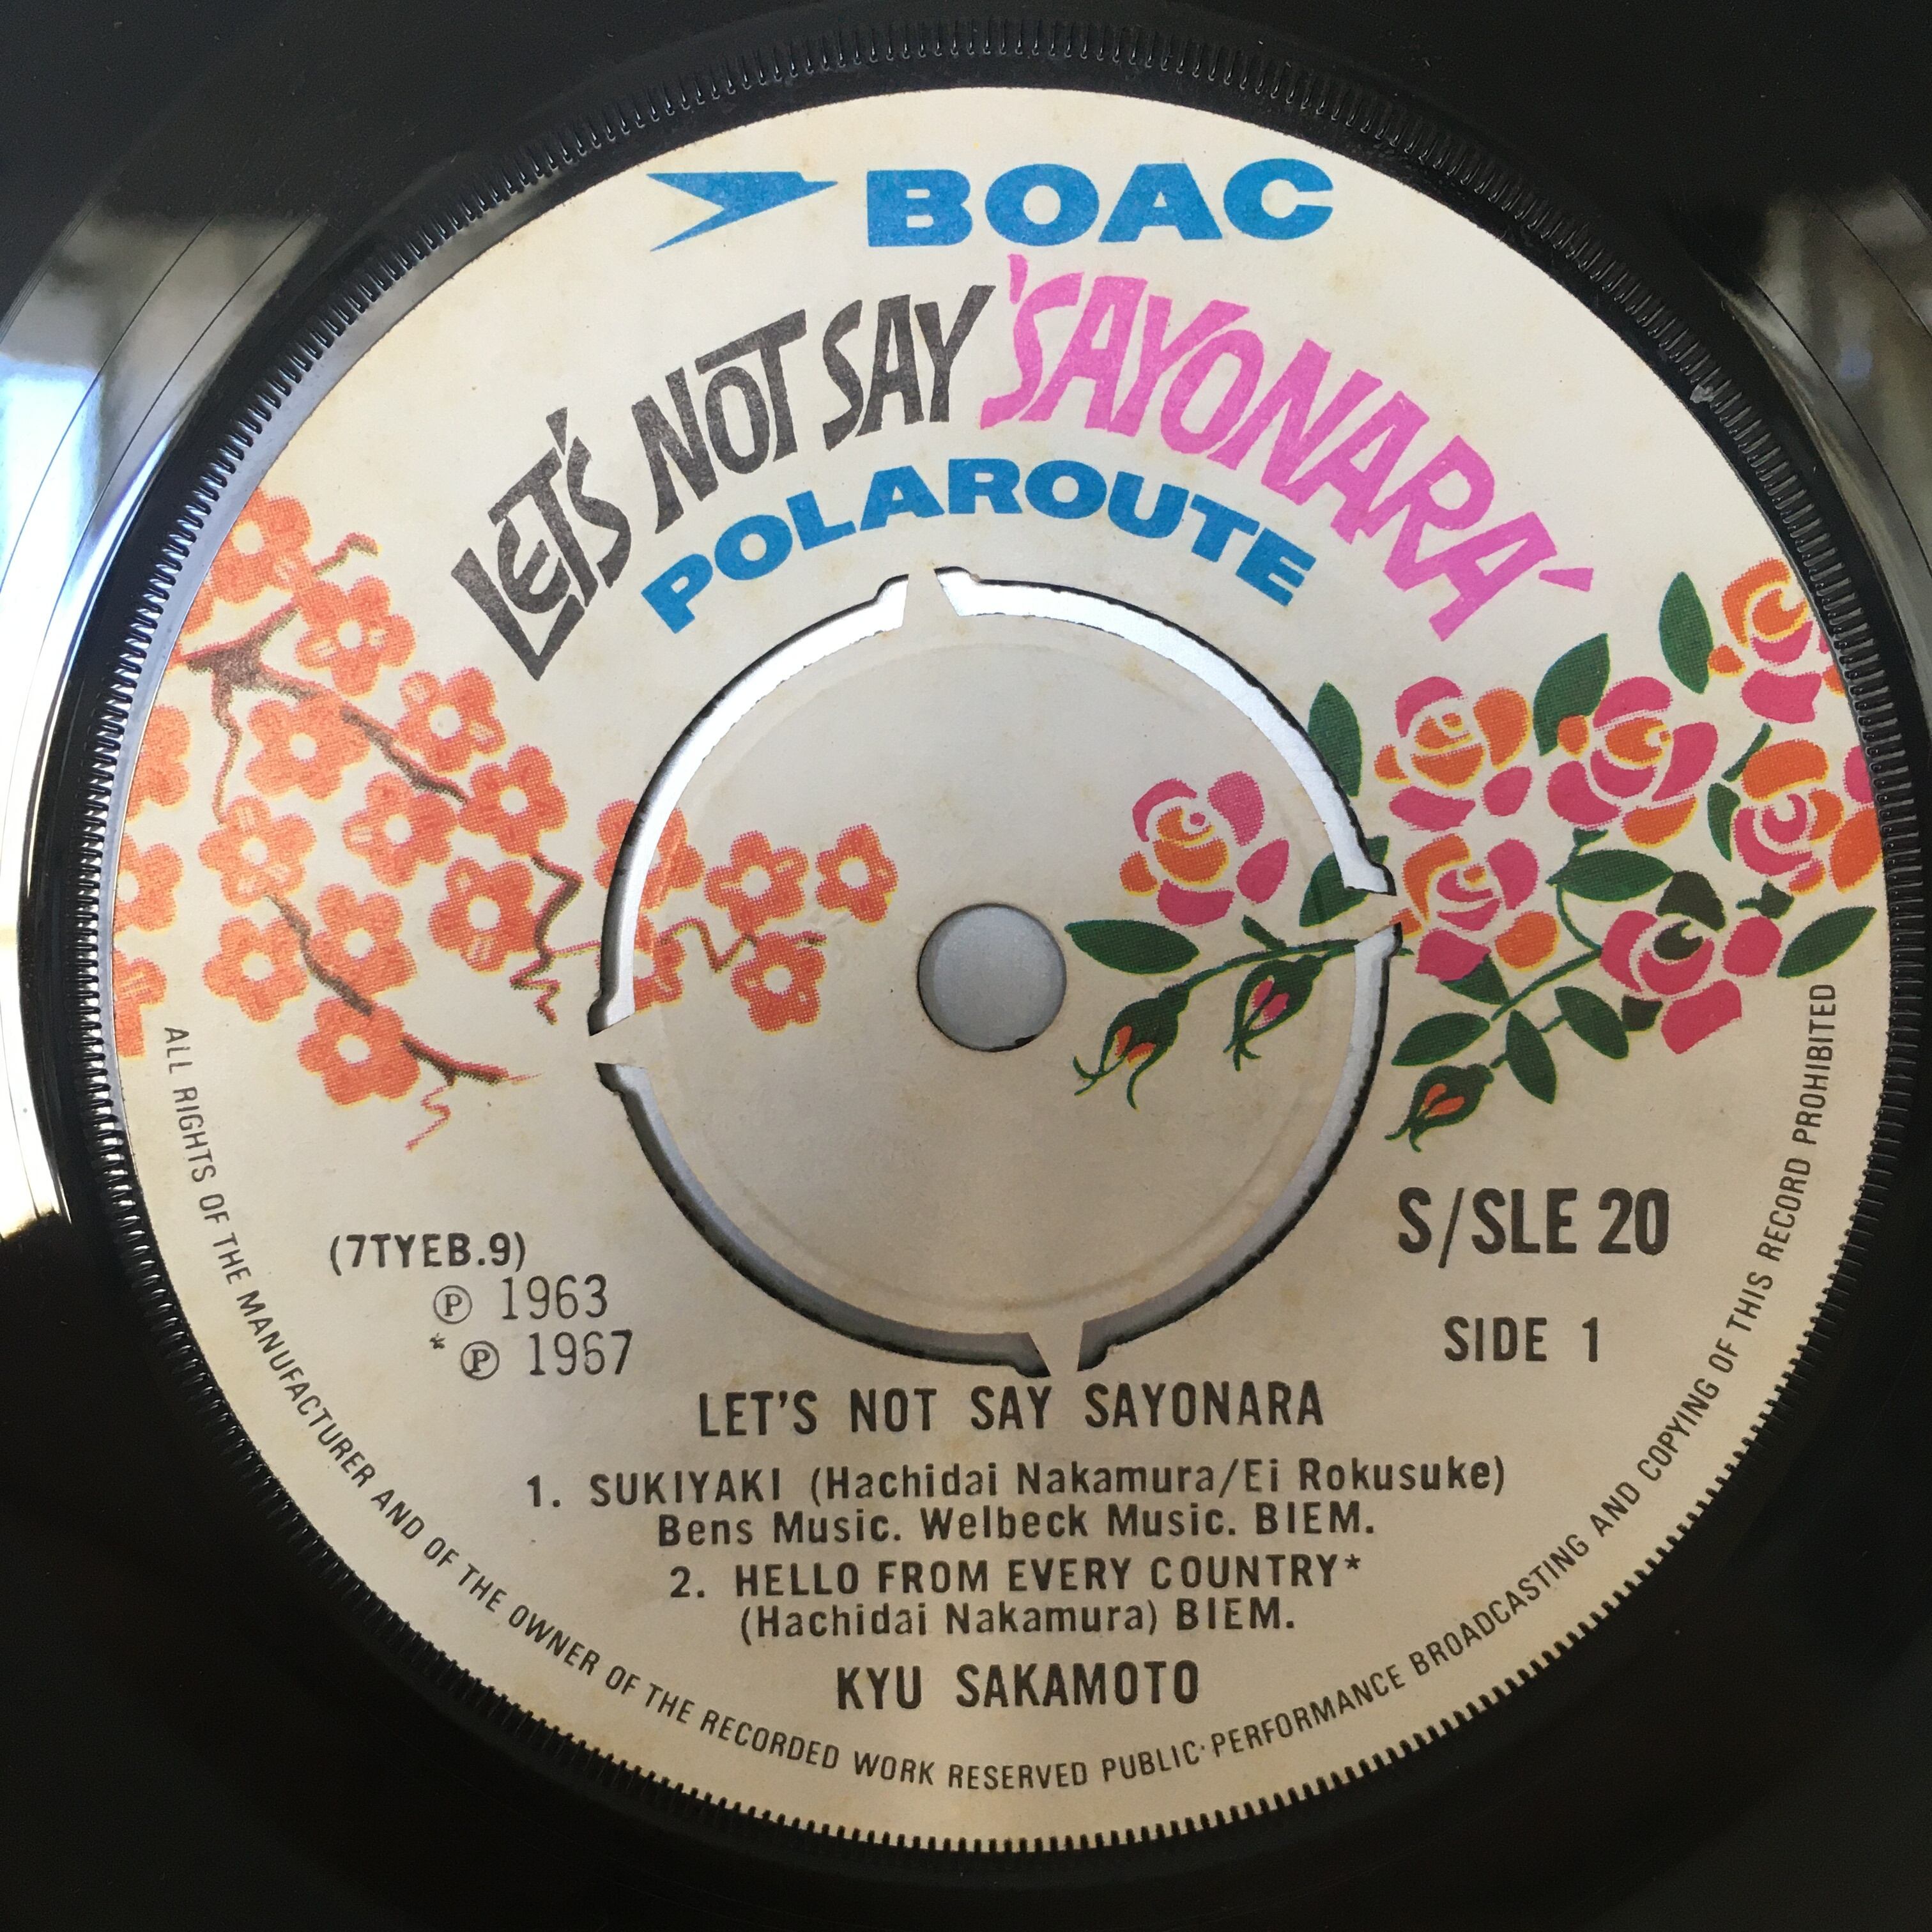 BOAC
LET'S NOT SAY 'SAYONARA'
POLAROUTE
(7TYEB.9)
Ⓟ 1963
* Ⓟ 1967
S/SLE 20
SIDE 1
LET'S NOT SAY SAYONARA
1. SUKIYAKI (Hachidai Nakamura/Ei Rokusuke)
Bens Music. Welbeck Music. BIEM.
2. HELLO FROM EVERY COUNTRY*
(Hachidai Nakamura) BIEM.
KYU SAKAMOTO
ALL RIGHTS OF THE MANUFACTURER AND OF THE OWNER OF THE RECORDED WORK RESERVED PUBLIC·PERFORMANCE BROADCASTING AND COPYING OF THIS RECORD PROHIBITED